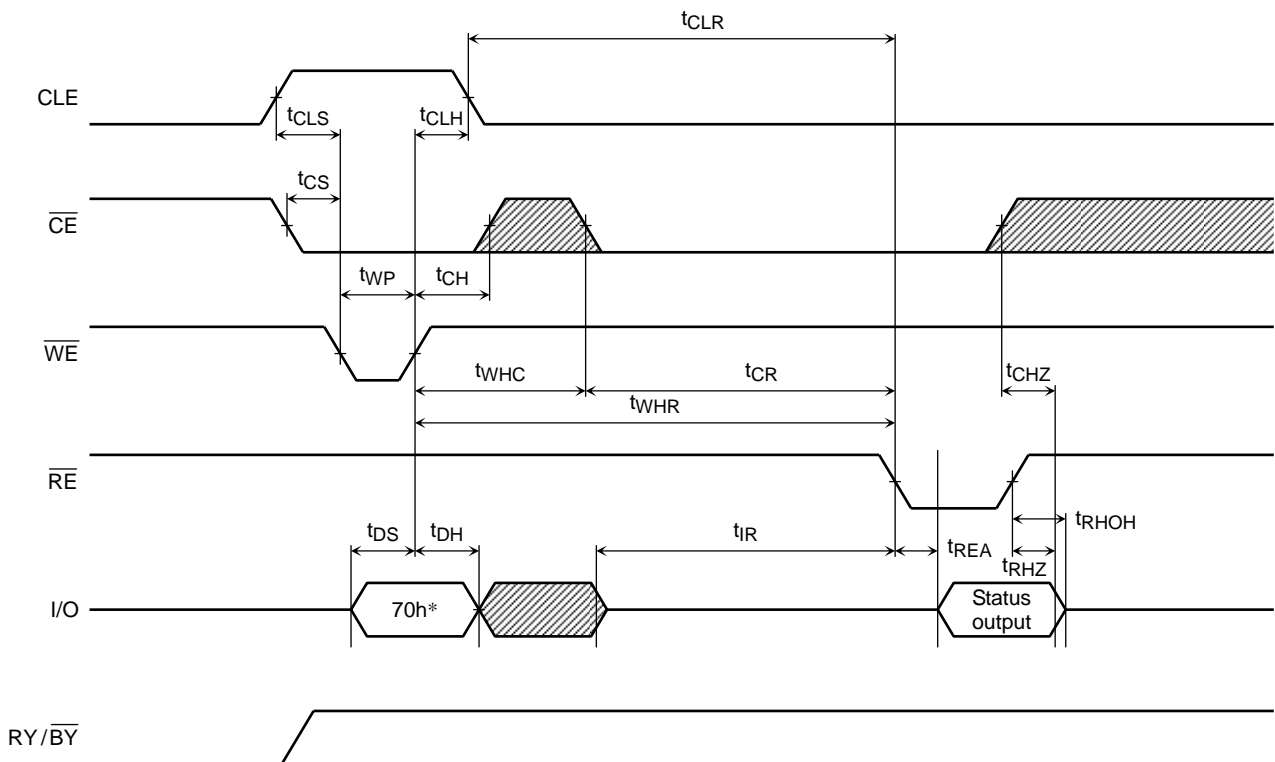 tCLR
CLE
tCLS
tCLH
tCS
CE
tWP
tCH
WE
tWHC
tCR
tCHZ
tWHR
RE
tDS
tDH
tIR
tREA
tRHOH
tRHZ
I/O
70h*
Status
output
RY/BY